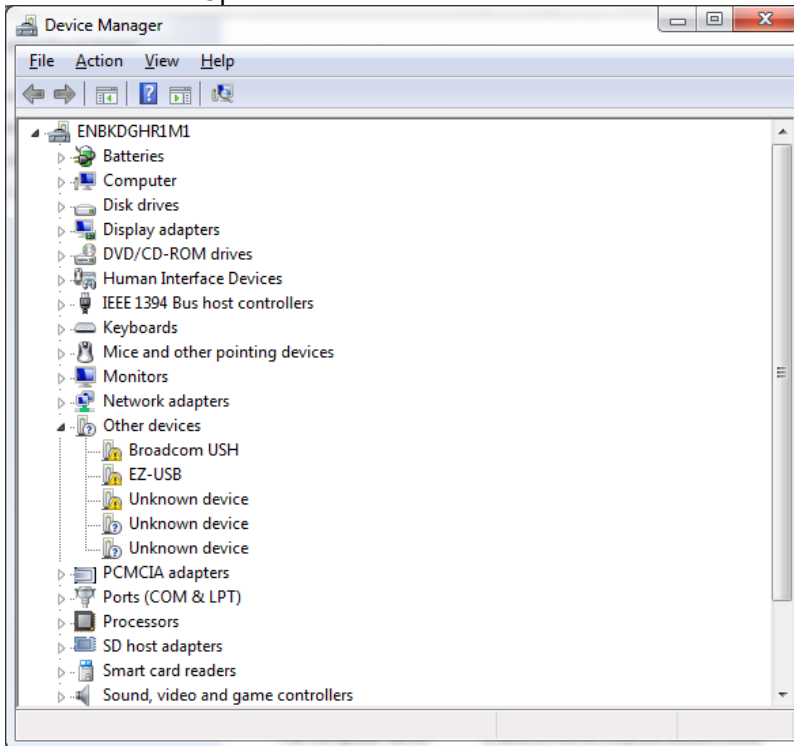 Device Manager
File Action View Help
ENBKDGHR1M1
Batteries
Computer
Disk drives
Display adapters
DVD/CD-ROM drives
Human Interface Devices
IEEE 1394 Bus host controllers
Keyboards
Mice and other pointing devices
Monitors
Network adapters
Other devices
Broadcom USH
EZ-USB
Unknown device
Unknown device
Unknown device
PCMCIA adapters
Ports (COM & LPT)
Processors
SD host adapters
Smart card readers
Sound, video and game controllers